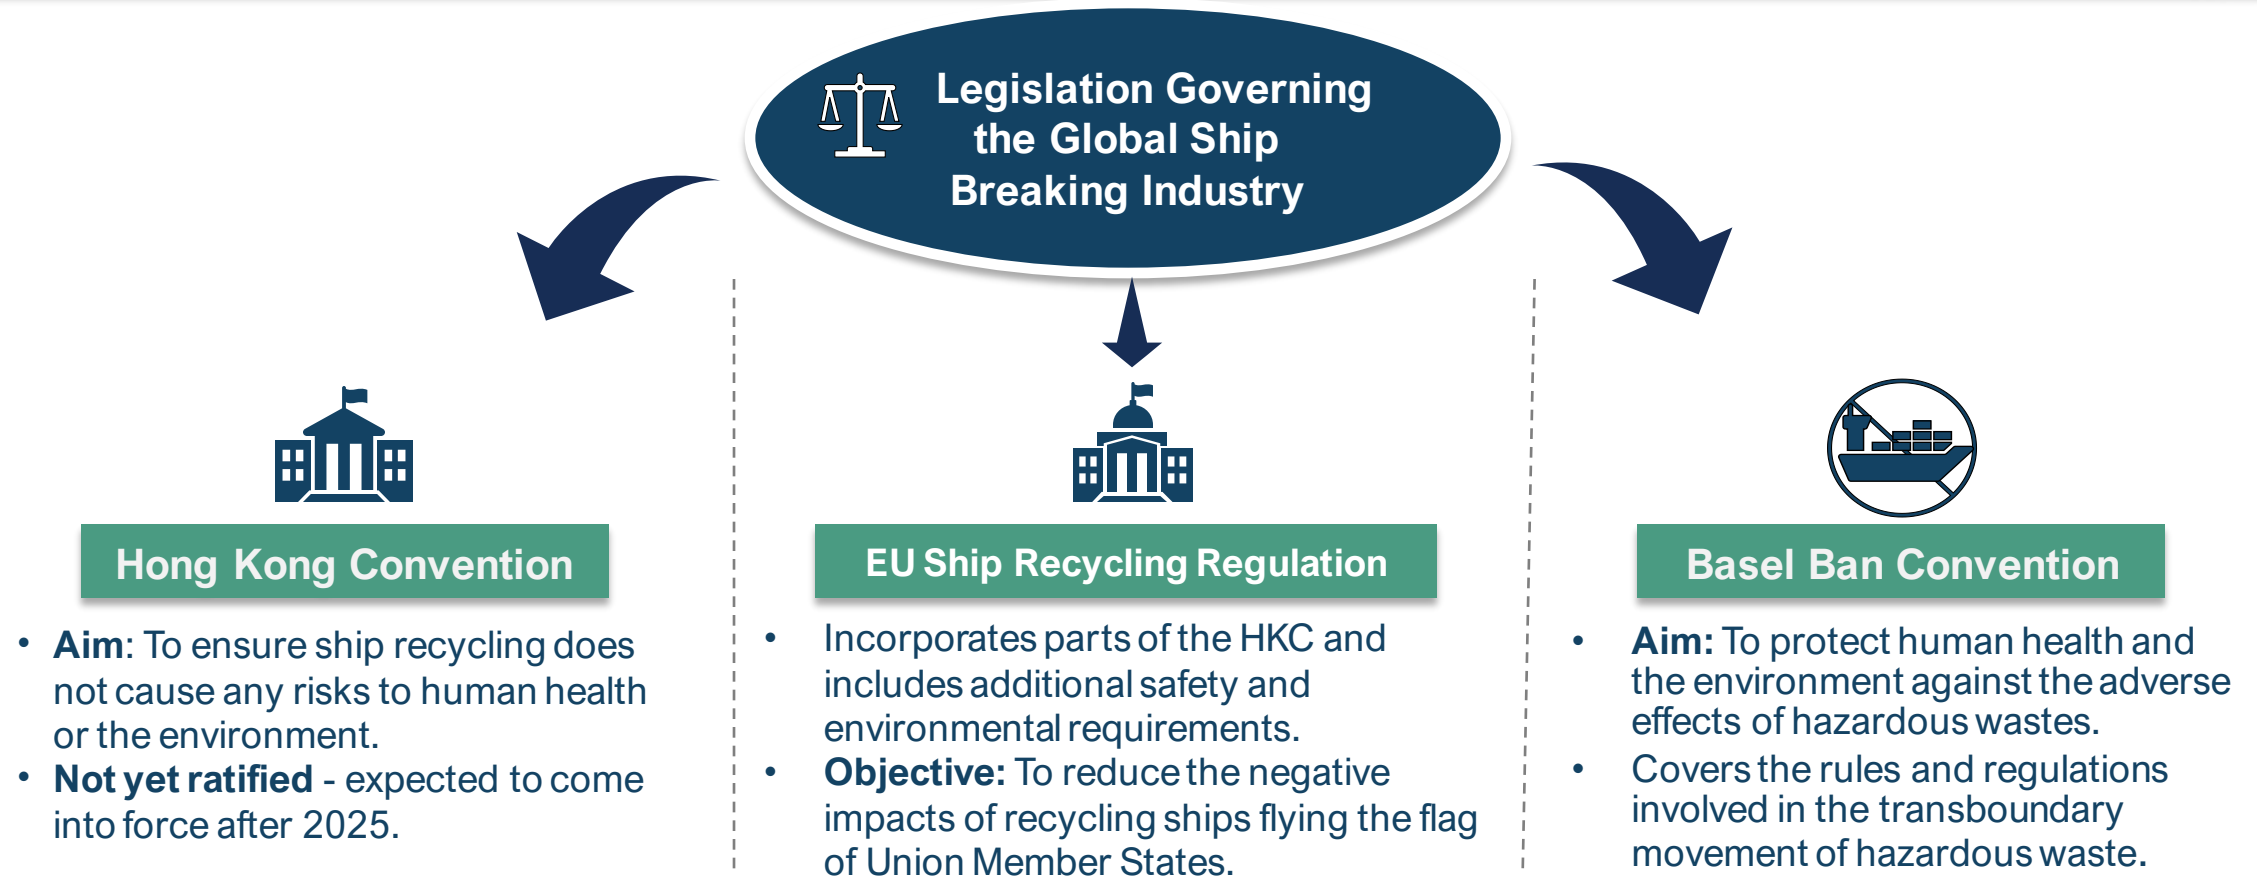 Legislation Governing
the Global Ship
Breaking Industry
Hong Kong Convention
• Aim: To ensure ship recycling does
not cause any risks to human health
or the environment.
• Not yet ratified - expected to come
into force after 2025.
EU Ship Recycling Regulation
• Incorporates parts of the HKC and
includes additional safety and
environmental requirements.
• Objective: To reduce the negative
impacts of recycling ships flying the flag
of Union Member States.
Basel Ban Convention
• Aim: To protect human health and
the environment against the adverse
effects of hazardous wastes.
• Covers the rules and regulations
involved in the transboundary
movement of hazardous waste.